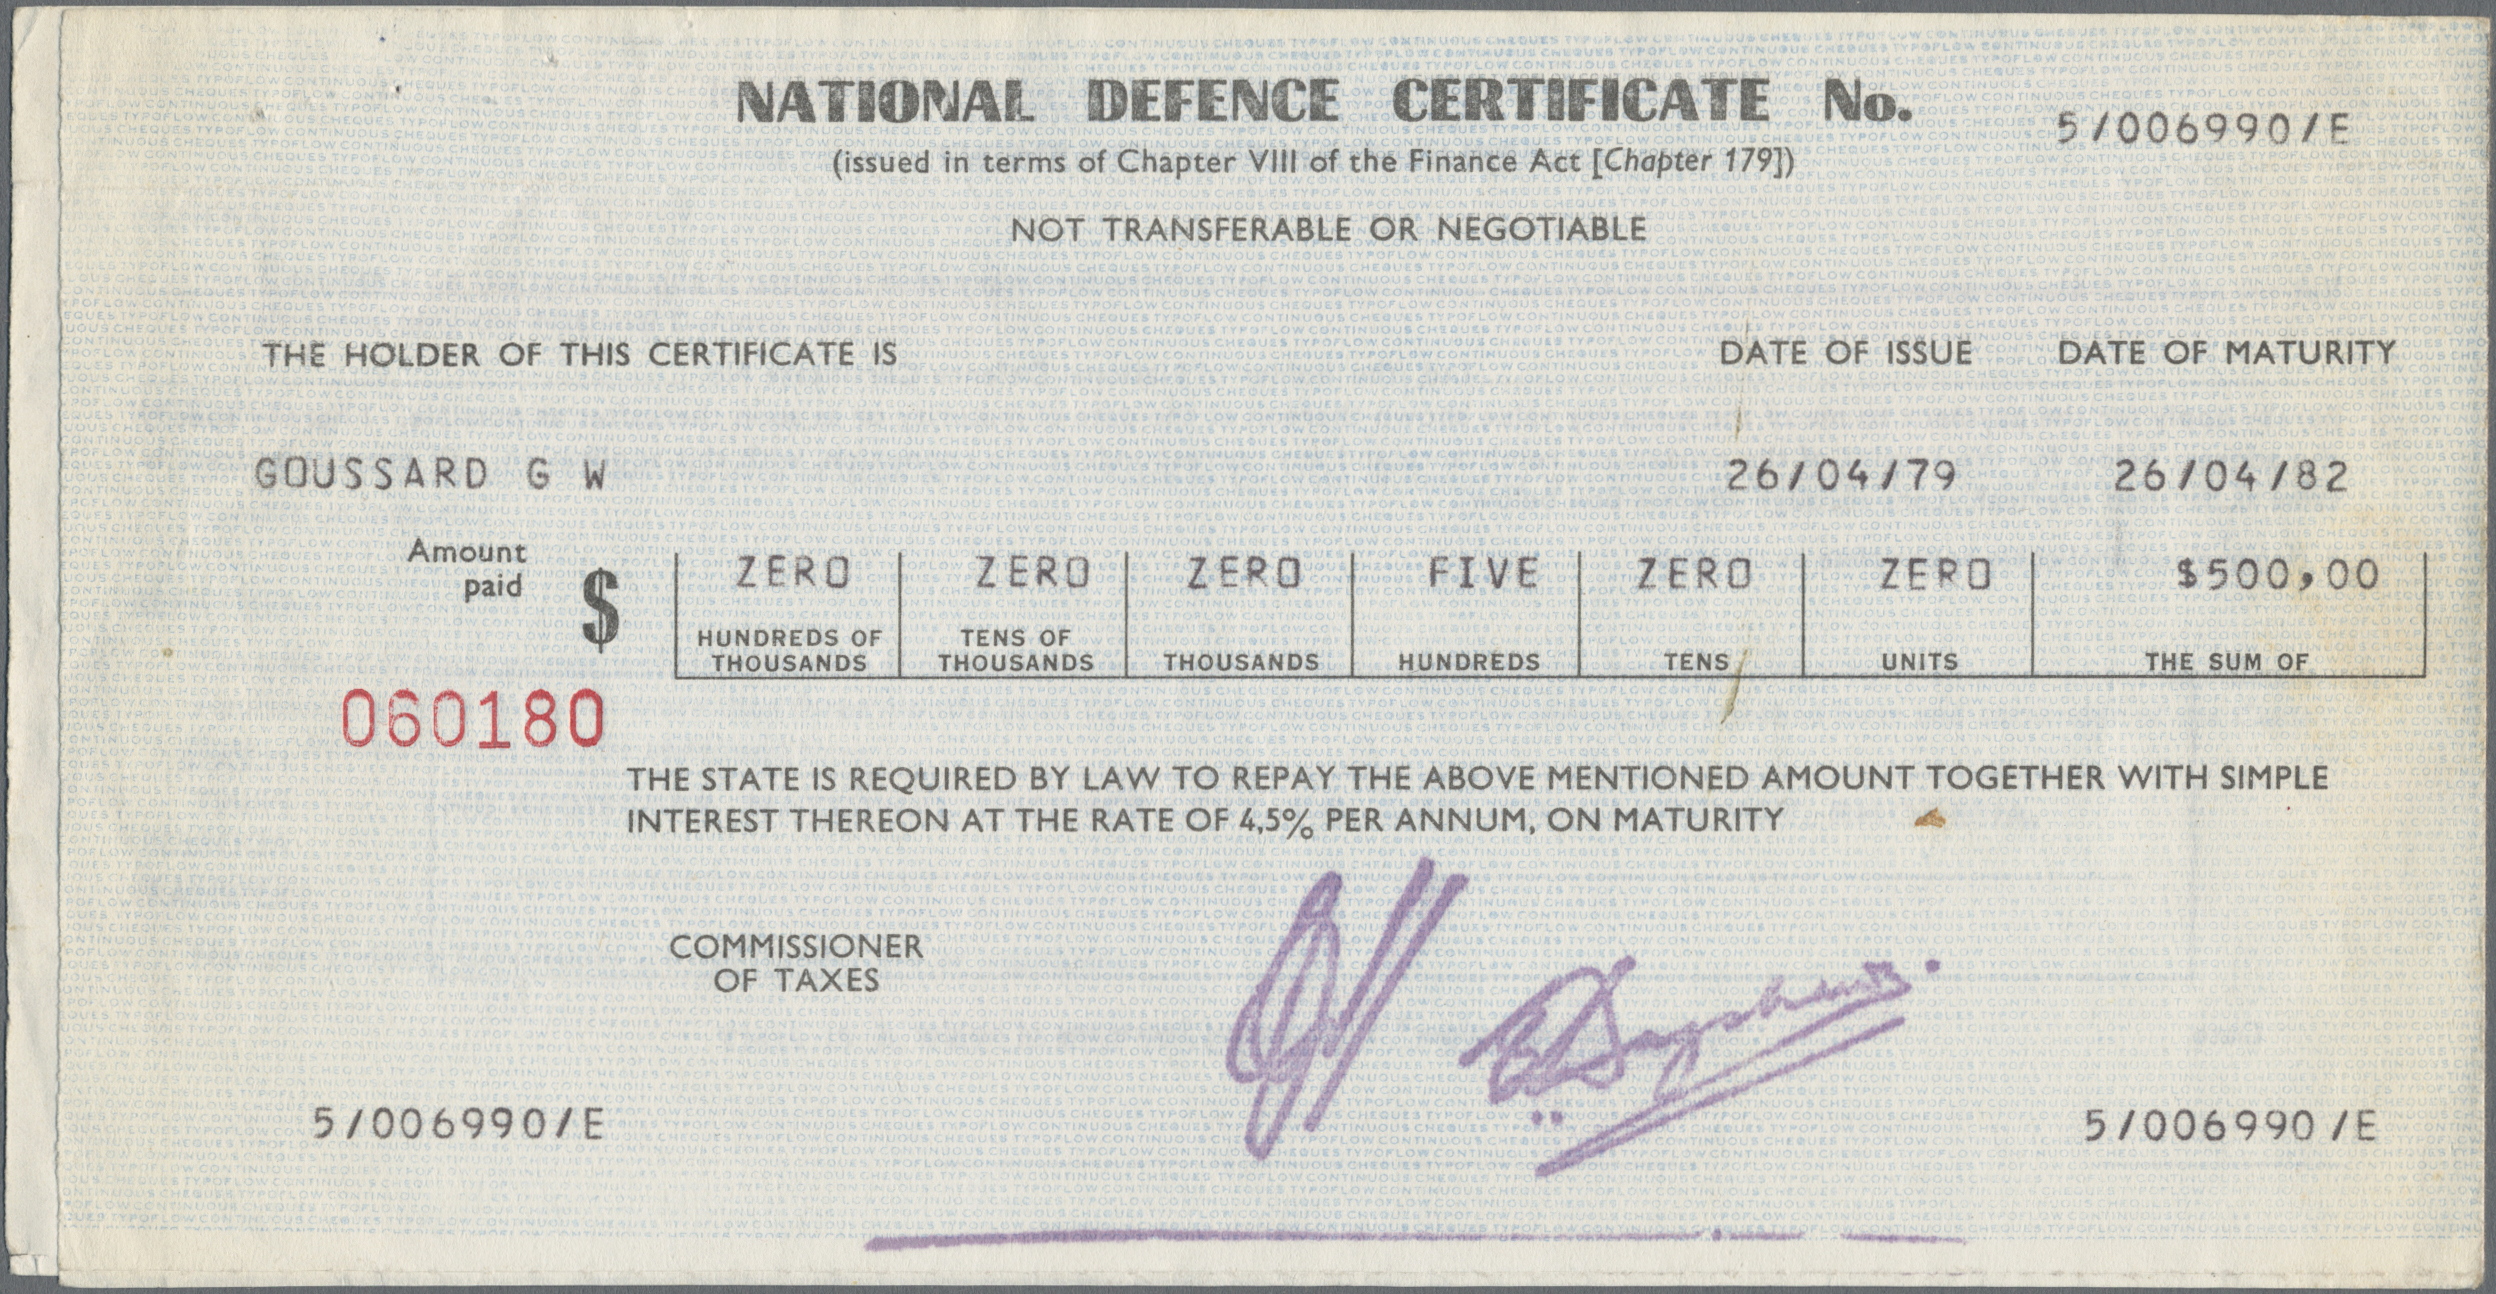 NATIONAL DEFENCE CERTIFICATE No. 5/006990/E
(issued in terms of Chapter VIII of the Finance Act [Chapter 179])
NOT TRANSFERABLE OR NEGOTIABLE
THE HOLDER OF THIS CERTIFICATE IS
DATE OF ISSUE
DATE OF MATURITY
GOUSSARD G W
26/04/79
26/04/82
Amount
paid
$
ZERO ZERO ZERO FIVE ZERO ZERO $500,00
HUNDREDS OF
THOUSANDS
TENS OF
THOUSANDS
THOUSANDS
HUNDREDS
TENS
UNITS
THE SUM OF
060180
THE STATE IS REQUIRED BY LAW TO REPAY THE ABOVE MENTIONED AMOUNT TOGETHER WITH SIMPLE
INTEREST THEREON AT THE RATE OF 4,5% PER ANNUM, ON MATURITY
COMMISSIONER
OF TAXES
5/006990/E
5/006990/E